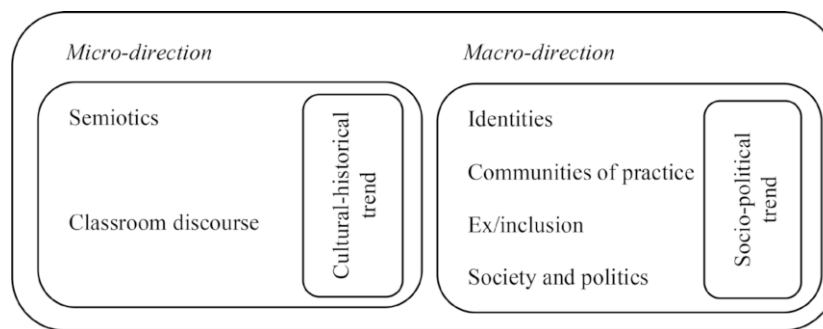 Micro-direction
Semiotics
Classroom discourse
Cultural-historical
trend
Macro-direction
Identities
Communities of practice
Ex/inclusion
Society and politics
Socio-political
trend